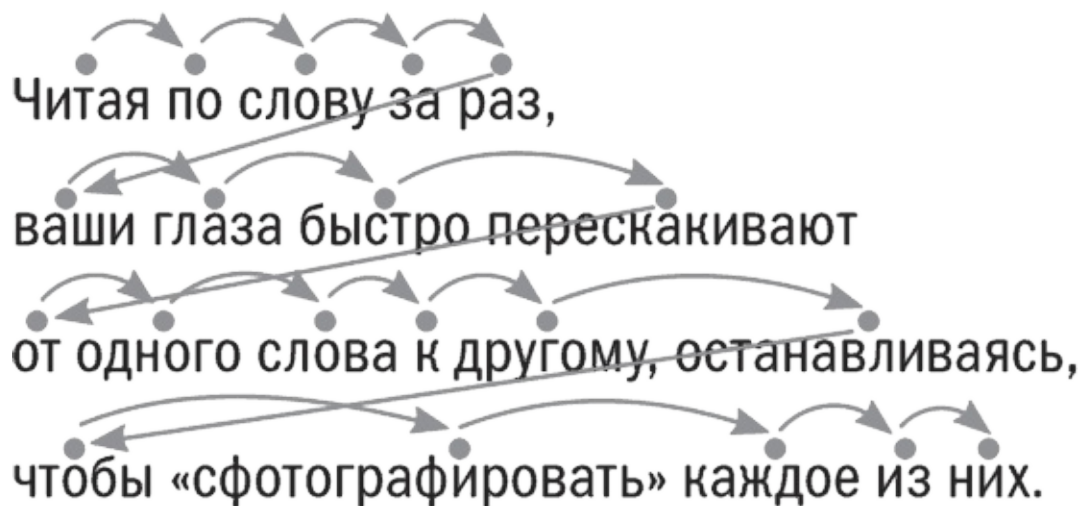 Читая по слову за раз,
ваши глаза быстро перескакивают
от одного слова к другому, останавливаясь,
чтобы «сфотографировать» каждое из них.